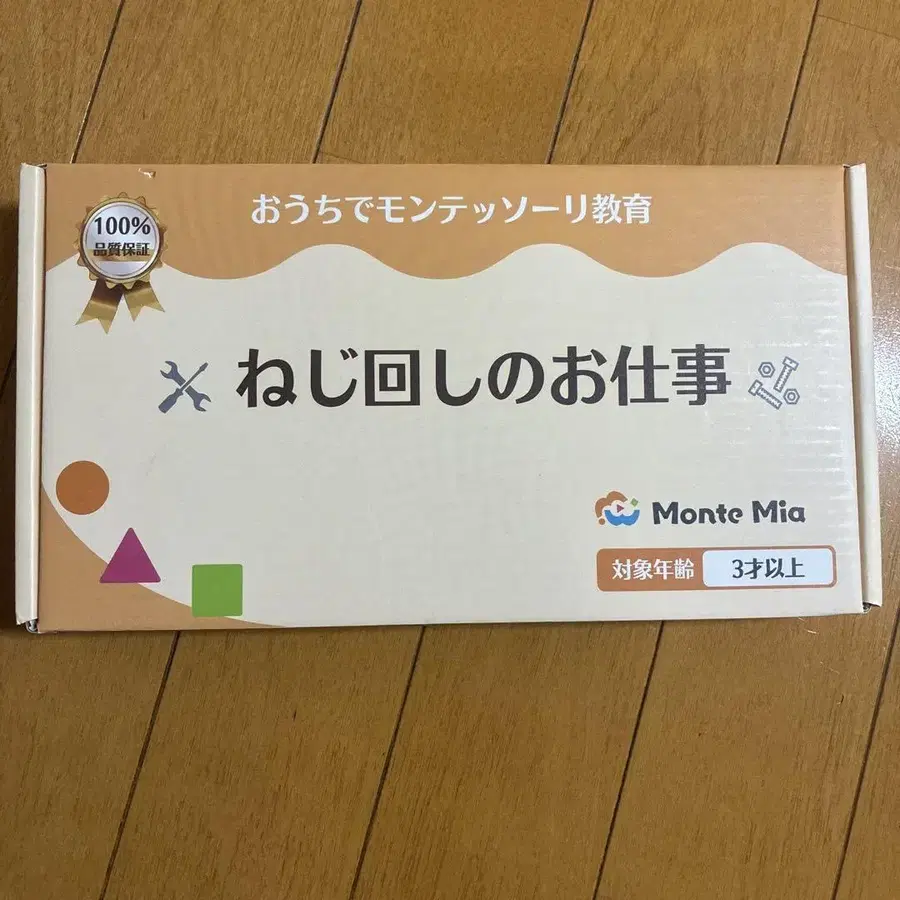 おうちでモンテッソーリ教育
100%
品質保証
ねじ回しのお仕事
Monte Mia
対象年齢 3才以上